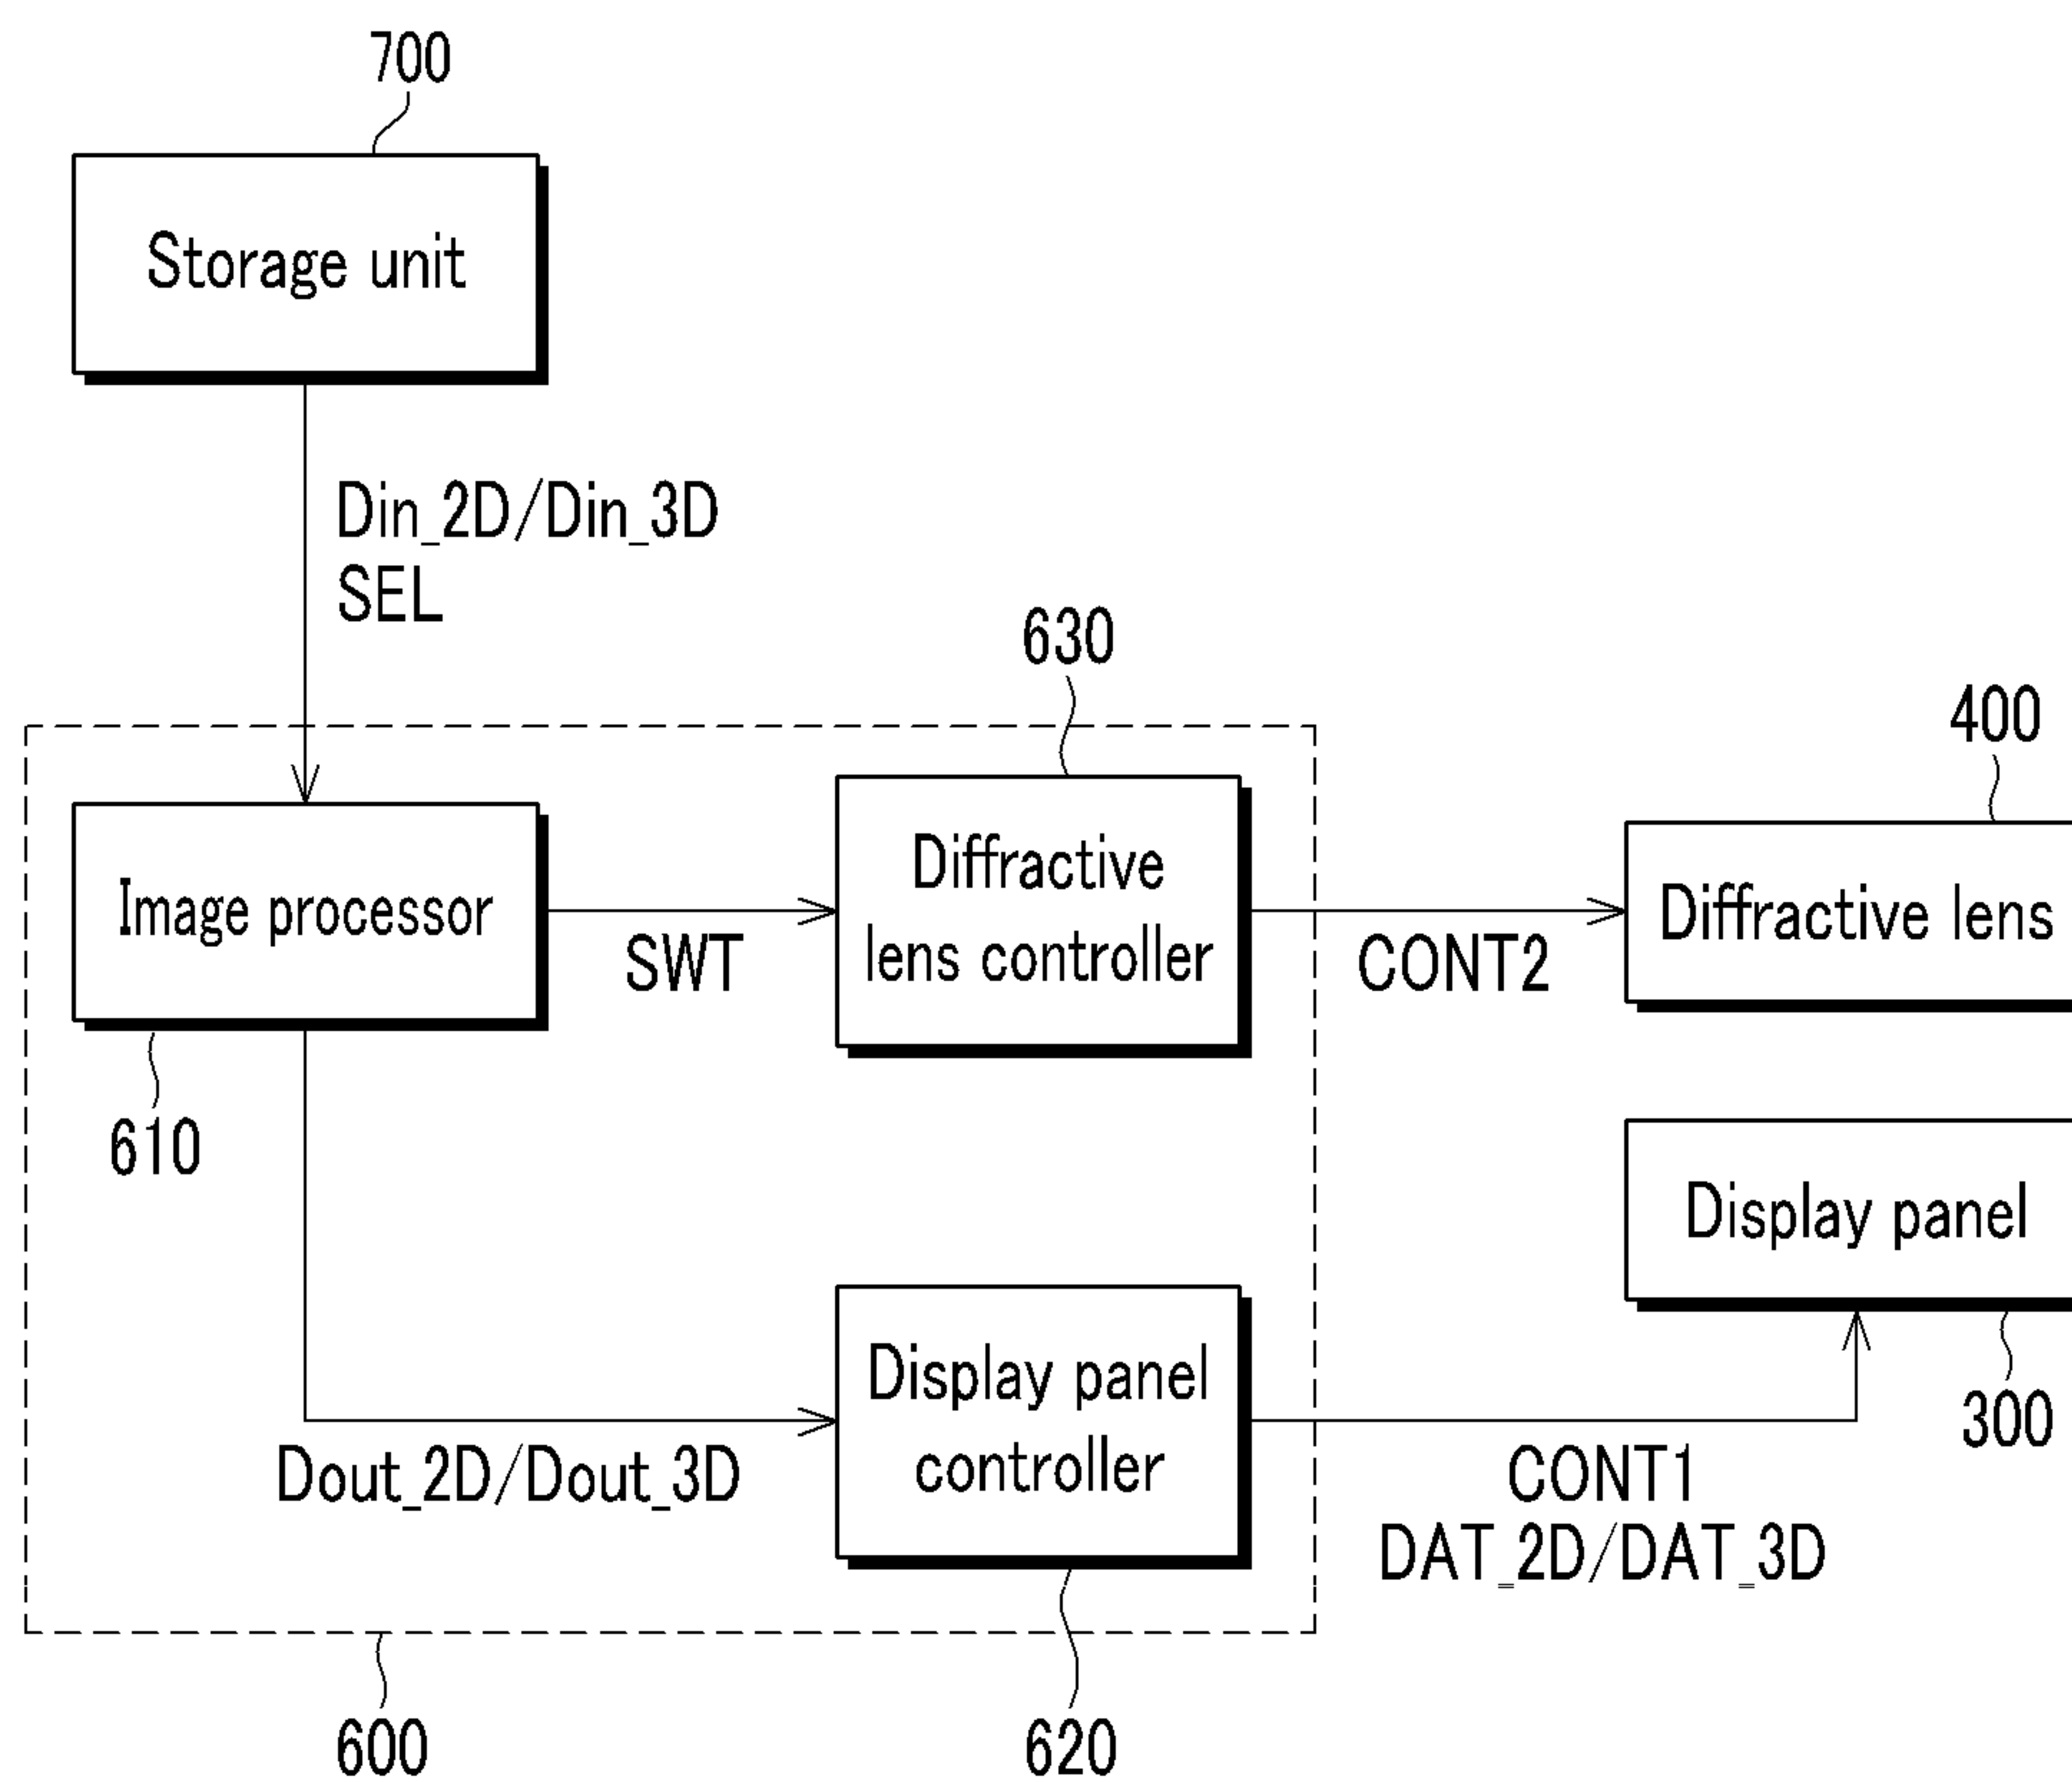 700
Storage unit
Din_2D/Din_3D
SEL
630
400
Image processor
Diffractive
lens controller
Diffractive lens
SWT
CONT2
610
Display panel
Display panel
controller
300
Dout_2D/Dout_3D
CONT1
DAT_2D/DAT_3D
600
620